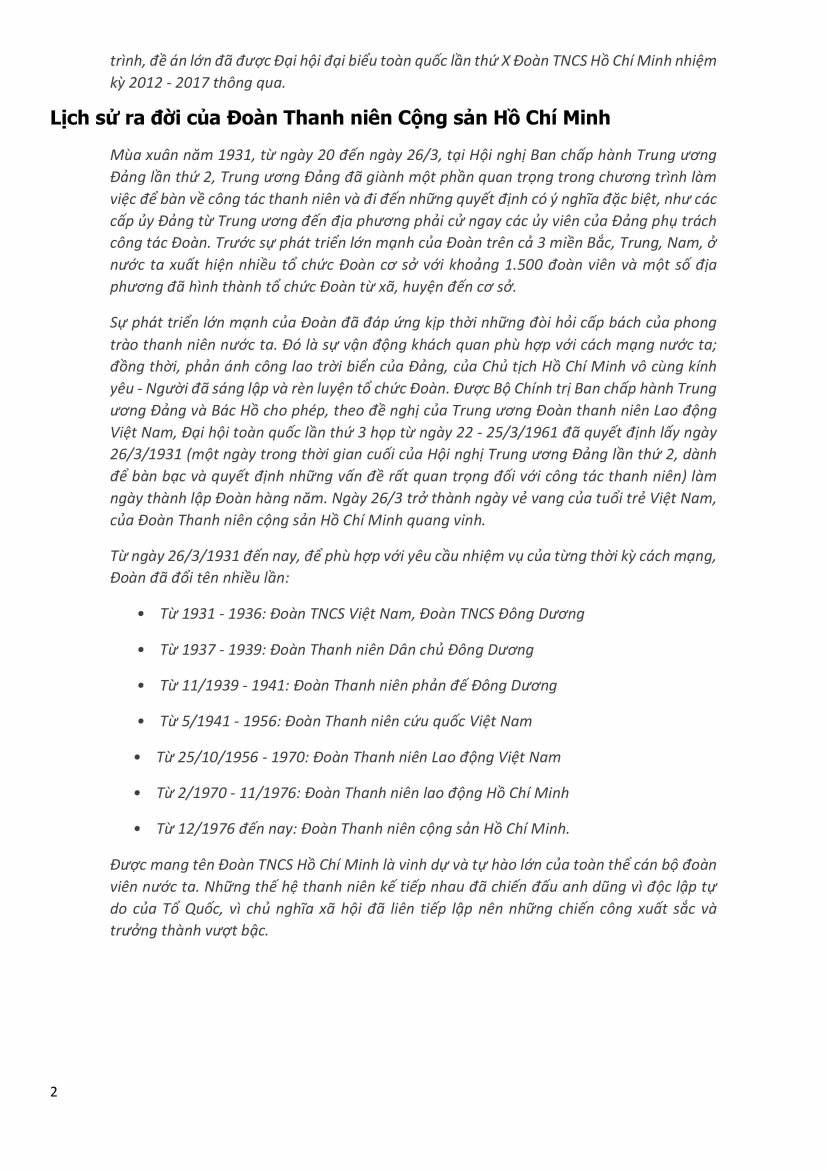 trình, đề án lớn đã được Đại hội đại biểu toàn quốc lần thứ X Đoàn TNCS Hồ Chí Minh nhiệm
kỳ 2012 - 2017 thông qua.
Lịch sử ra đời của Đoàn Thanh niên Cộng sản Hồ Chí Minh
Mùa xuân năm 1931, từ ngày 20 đến ngày 26/3, tại Hội nghị Ban chấp hành Trung ương
Đảng lần thứ 2, Trung ương Đảng đã giành một phần quan trọng trong chương trình làm
việc để bàn về công tác thanh niên và đi đến những quyết định có ý nghĩa đặc biệt, như các
cấp ủy Đảng từ Trung ương đến địa phương phải cử ngay các ủy viên của Đảng phụ trách
công tác Đoàn. Trước sự phát triển lớn mạnh của Đoàn trên cả 3 miền Bắc, Trung, Nam, ở
nước ta xuất hiện nhiều tổ chức Đoàn cơ sở với khoảng 1.500 đoàn viên và một số địa
phương đã hình thành tổ chức Đoàn từ xã, huyện đến cơ sở.
Sự phát triển lớn mạnh của Đoàn đã đáp ứng kịp thời những đòi hỏi cấp bách của phong
trào thanh niên nước ta. Đó là sự vận động khách quan phù hợp với cách mạng nước ta;
đồng thời, phản ánh công lao trời biển của Đảng, của Chủ tịch Hồ Chí Minh vô cùng kính
yêu - Người đã sáng lập và rèn luyện tổ chức Đoàn. Được Bộ Chính trị Ban chấp hành Trung
ương Đảng và Bác Hồ cho phép, theo đề nghị của Trung ương Đoàn thanh niên Lao động
Việt Nam, Đại hội toàn quốc lần thứ 3 họp từ ngày 22 - 25/3/1961 đã quyết định lấy ngày
26/3/1931 (một ngày trong thời gian cuối của Hội nghị Trung ương Đảng lần thứ 2, dành
để bàn bạc và quyết định những vấn đề rất quan trọng đối với công tác thanh niên) làm
ngày thành lập Đoàn hàng năm. Ngày 26/3 trở thành ngày vẻ vang của tuổi trẻ Việt Nam,
của Đoàn Thanh niên cộng sản Hồ Chí Minh quang vinh.
Từ ngày 26/3/1931 đến nay, để phù hợp với yêu cầu nhiệm vụ của từng thời kỳ cách mạng,
Đoàn đã đổi tên nhiều lần:
• Từ 1931 - 1936: Đoàn TNCS Việt Nam, Đoàn TNCS Đông Dương
• Từ 1937 - 1939: Đoàn Thanh niên Dân chủ Đông Dương
• Từ 11/1939 - 1941: Đoàn Thanh niên phản đế Đông Dương
• Từ 5/1941 - 1956: Đoàn Thanh niên cứu quốc Việt Nam
• Từ 25/10/1956 - 1970: Đoàn Thanh niên Lao động Việt Nam
• Từ 2/1970 - 11/1976: Đoàn Thanh niên lao động Hồ Chí Minh
• Từ 12/1976 đến nay: Đoàn Thanh niên cộng sản Hồ Chí Minh.
Được mang tên Đoàn TNCS Hồ Chí Minh là vinh dự và tự hào lớn của toàn thể cán bộ đoàn
viên nước ta. Những thế hệ thanh niên kế tiếp nhau đã chiến đấu anh dũng vì độc lập tự
do của Tổ Quốc, vì chủ nghĩa xã hội đã liên tiếp lập nên những chiến công xuất sắc và
trưởng thành vượt bậc.
2